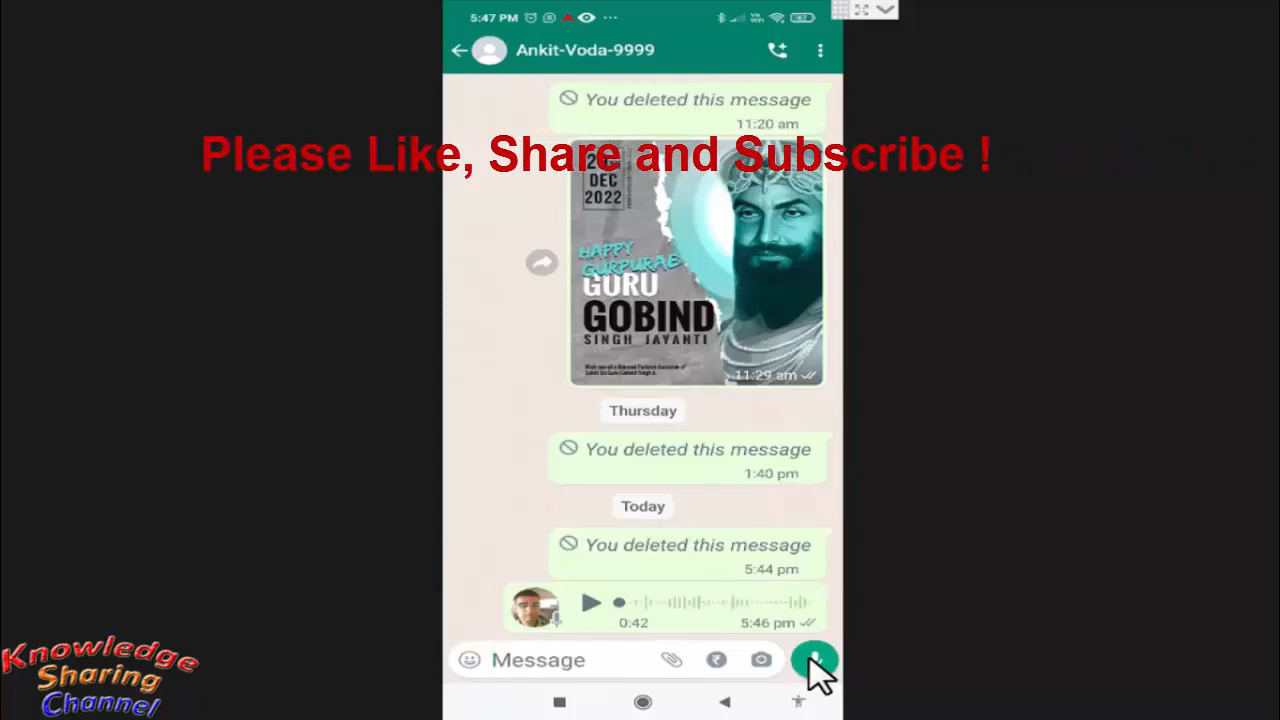 5:47 PM
Ankit-Voda-9999
You deleted this message
11:20 am
Please Like, Share and Subscribe !
DEC
2022
HAPPY
GURPURAB
GURU
GOBIND
SINGH JAYANTI
11:29 am
Thursday
You deleted this message
1:40 pm
Today
You deleted this message
5:44 pm
0:42
5:46 pm
Message
Knowledge
Sharing
Channel